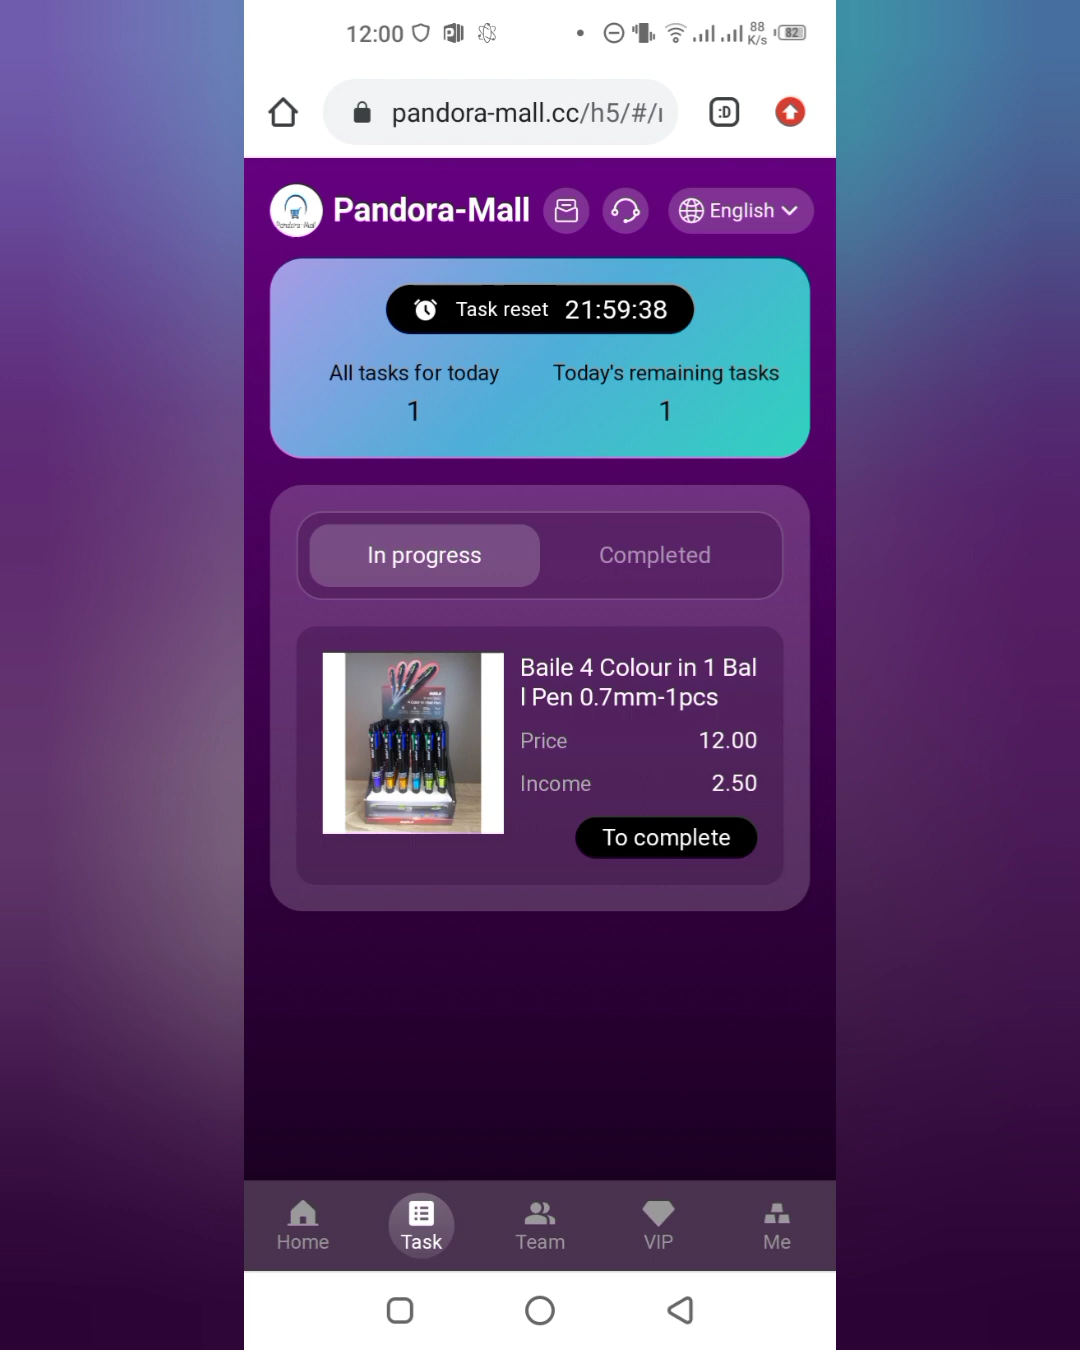 12:00
88
K/s
82
pandora-mall.cc/h5/#/
:D
Pandora-Mall
English
Task reset 21:59:38
All tasks for today
Today's remaining tasks
1
1
In progress
Completed
Baile 4 Colour in 1 Bal
l Pen 0.7mm-1pcs
Price 12.00
Income 2.50
To complete
Home
Task
Team
VIP
Me